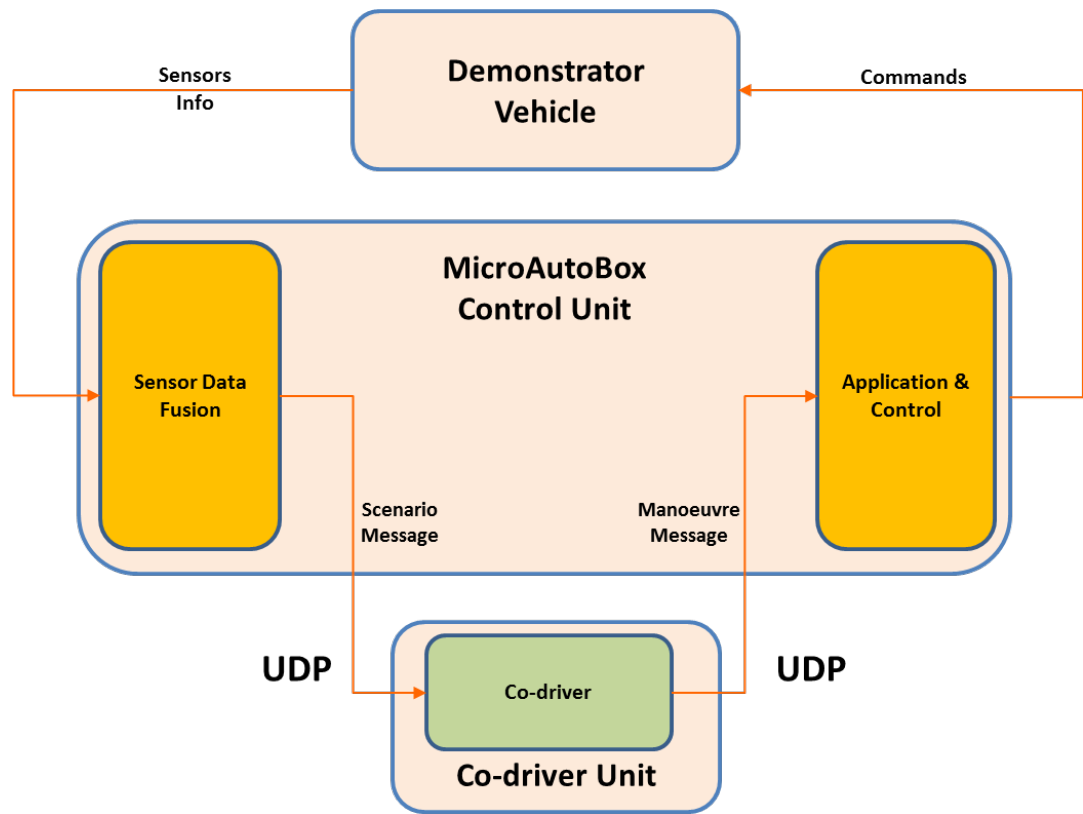 Sensors
Info
Demonstrator
Vehicle
Commands
MicroAutoBox
Control Unit
Sensor Data
Fusion
Application &
Control
Scenario
Message
Manoeuvre
Message
UDP
UDP
Co-driver
Co-driver Unit